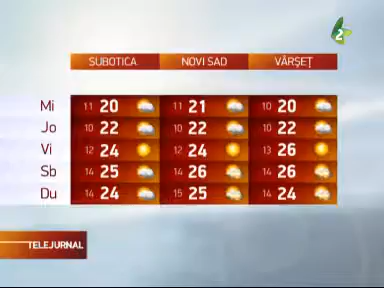 2
SUBOTICA NOVI SAD VÂRŞEŢ
Mi 11 20 11 21 10 20
Jo 10 22 10 22 10 22
Vi 12 24 12 24 13 26
Sb 14 25 14 26 14 26
Du 14 24 15 25 14 24
TELEJURNAL